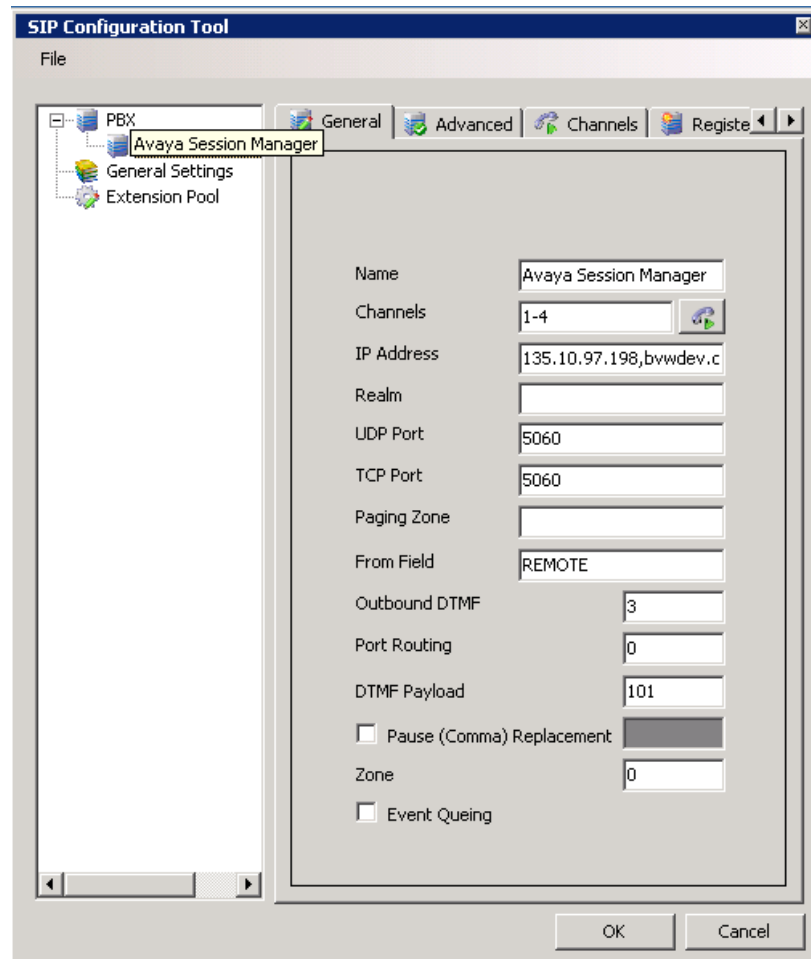 SIP Configuration Tool
File
PBX
Avaya Session Manager
General Settings
Extension Pool
General
Advanced
Channels
Registe
Name
Avaya Session Manager
Channels
1-4
IP Address
135.10.97.198,bvwdev.c
Realm
UDP Port
5060
TCP Port
5060
Paging Zone
From Field
REMOTE
Outbound DTMF
3
Port Routing
0
DTMF Payload
101
Pause (Comma) Replacement
Zone
0
Event Queing
OK
Cancel